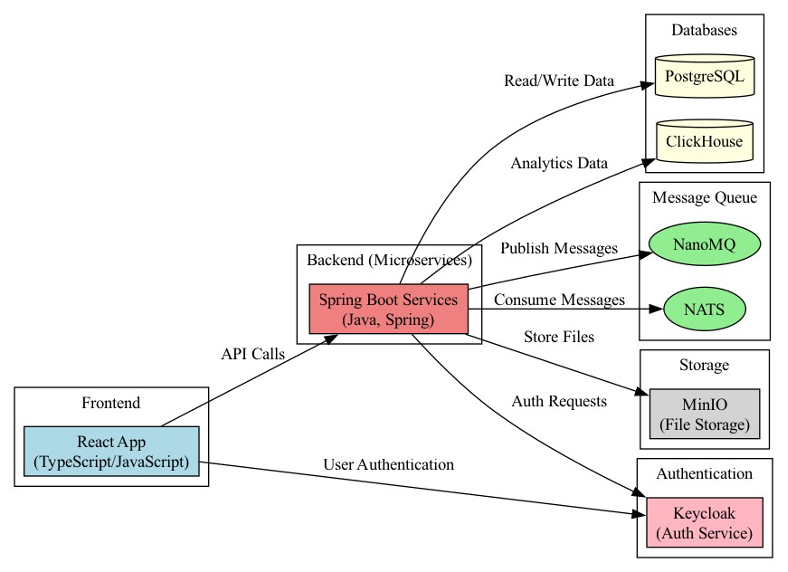 Databases
PostgreSQL
ClickHouse
Read/Write Data
Analytics Data
Message Queue
NanoMQ
NATS
Publish Messages
Consume Messages
Backend (Microservices)
Spring Boot Services
(Java, Spring)
Store Files
Storage
MinIO
(File Storage)
API Calls
Auth Requests
Frontend
React App
(TypeScript/JavaScript)
User Authentication
Authentication
Keycloak
(Auth Service)